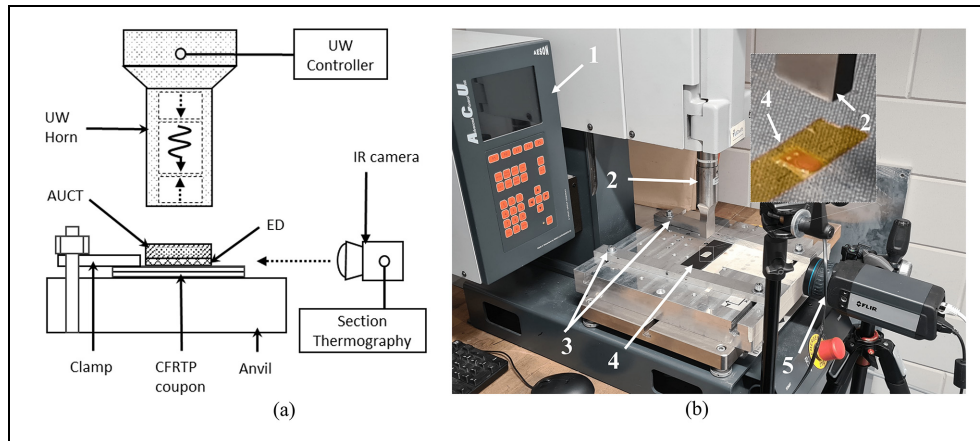 UW
Controller
UW
Horn
IR camera
AUCT
ED
Section
Thermography
Clamp
CFRTP
coupon
Anvil
(a)
AESON
1
4
2
2
3
4
5
FLIR
(b)